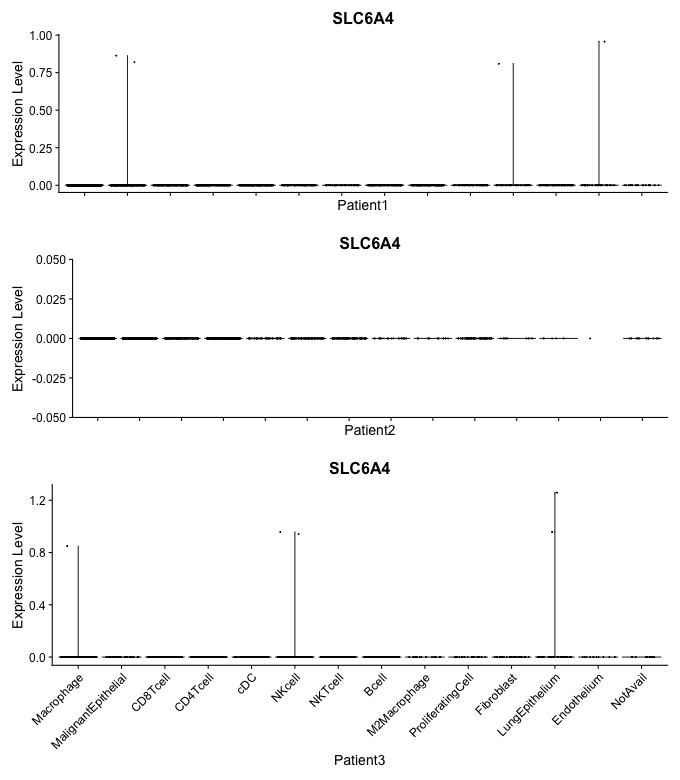 SLC6A4
Expression Level
1.00
0.75
0.50
0.25
0.00
Patient1
SLC6A4
Expression Level
0.050
0.025
0.000
-0.025
-0.050
Patient2
SLC6A4
Expression Level
1.2
0.8
0.4
0.0
Macrophage
MalignantEpithelial
CD8Tcell
CD4Tcell
cDC
NKcell
NKTcell
Bcell
M2Macrophage
ProliferatingCell
Fibroblast
LungEpithelium
Endothelium
NotAvail
Patient3